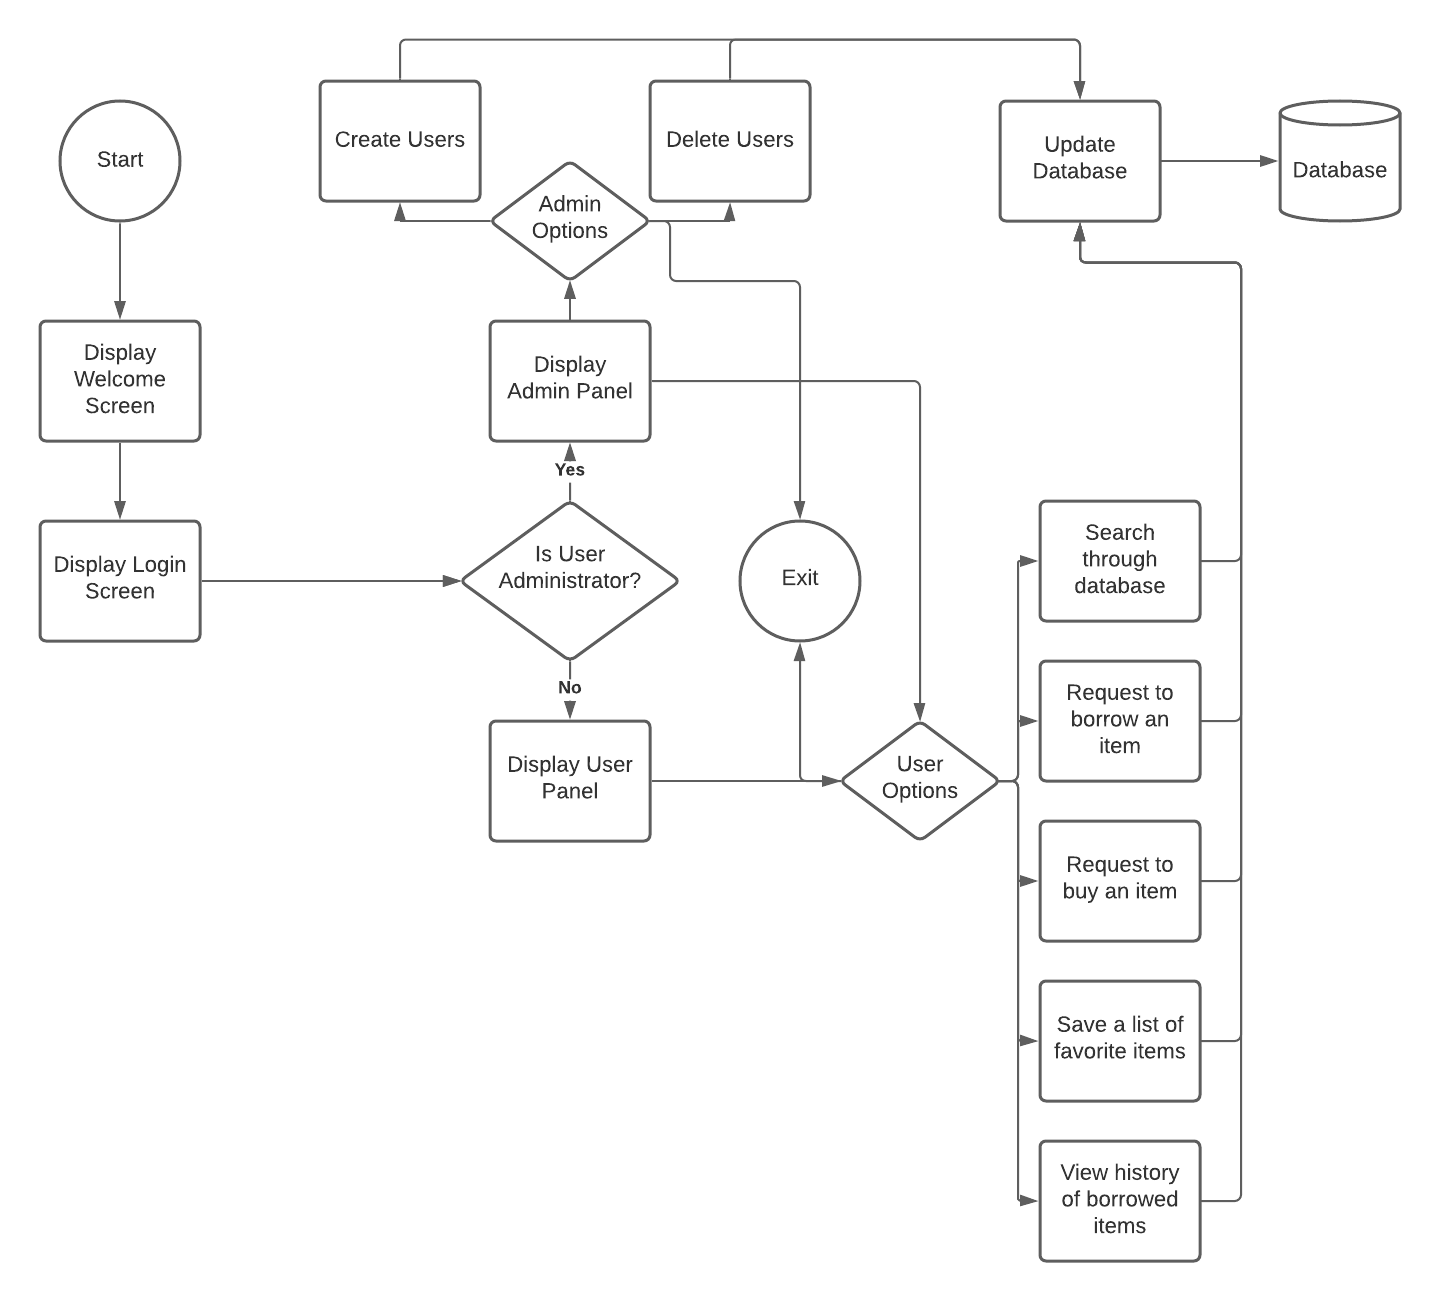 Start
Display
Welcome
Screen
Display Login
Screen
Create Users
Delete Users
Admin
Options
Display
Admin Panel
Yes
Is User
Administrator?
No
Display User
Panel
Exit
User
Options
Update
Database
Database
Search
through
database
Request to
borrow an
item
Request to
buy an item
Save a list of
favorite items
View history
of borrowed
items